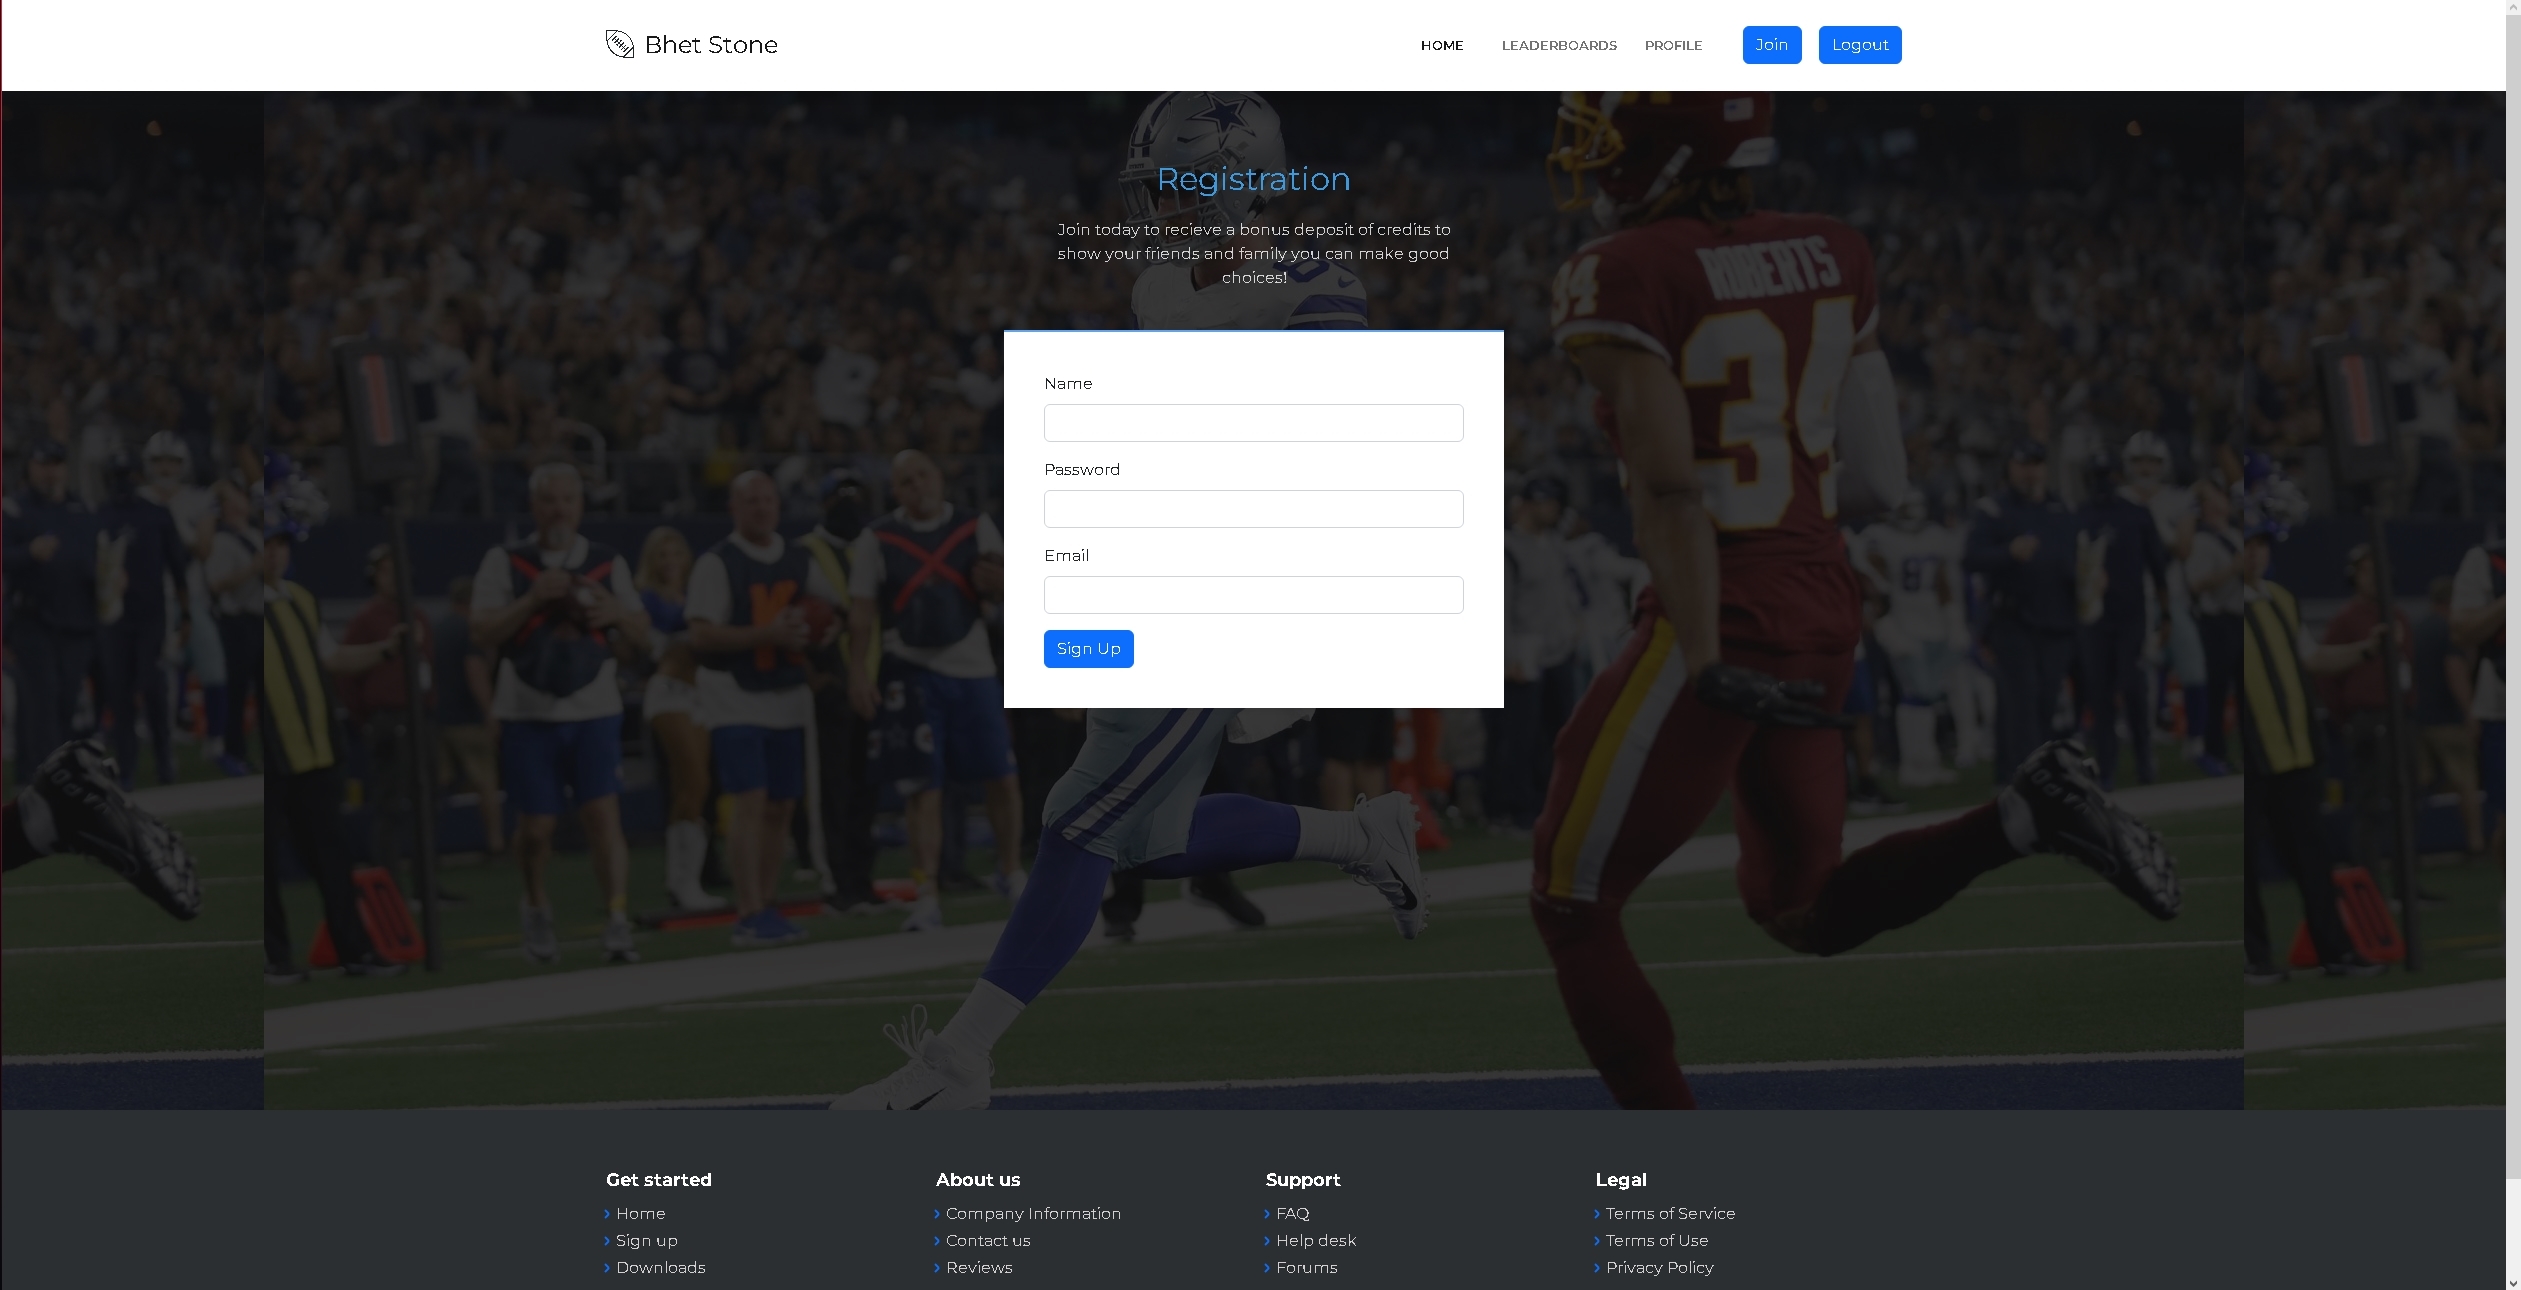 Bhet Stone
HOME LEADERBOARDS PROFILE Join Logout
Registration
Join today to recieve a bonus deposit of credits to
show your friends and family you can make good
choices!
ROBERTS
34
34
Name
Password
Email
Sign Up
Get started
Home
Sign up
Downloads
About us
Company Information
Contact us
Reviews
Support
FAQ
Help desk
Forums
Legal
Terms of Service
Terms of Use
Privacy Policy